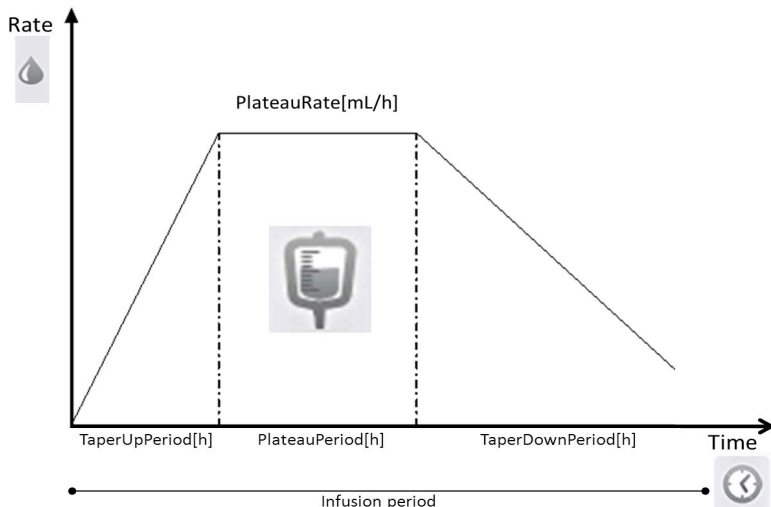 Rate
PlateauRate[mL/h]
TaperUpPeriod[h]
PlateauPeriod[h]
TaperDownPeriod[h]
Time
Infusion period